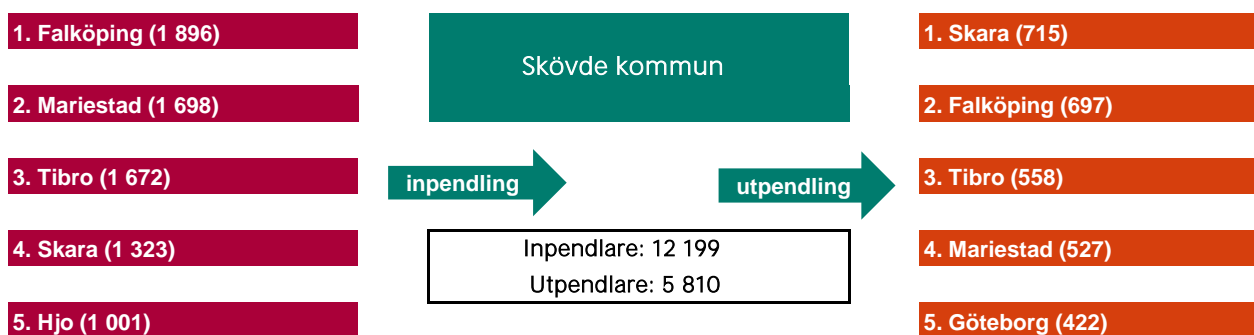 1. Falköping (1 896)
2. Mariestad (1 698)
3. Tibro (1 672)
4. Skara (1 323)
5. Hjo (1 001)
Skövde kommun
inpendling
utpendling
Inpendlare: 12 199
Utpendlare: 5 810
1. Skara (715)
2. Falköping (697)
3. Tibro (558)
4. Mariestad (527)
5. Göteborg (422)